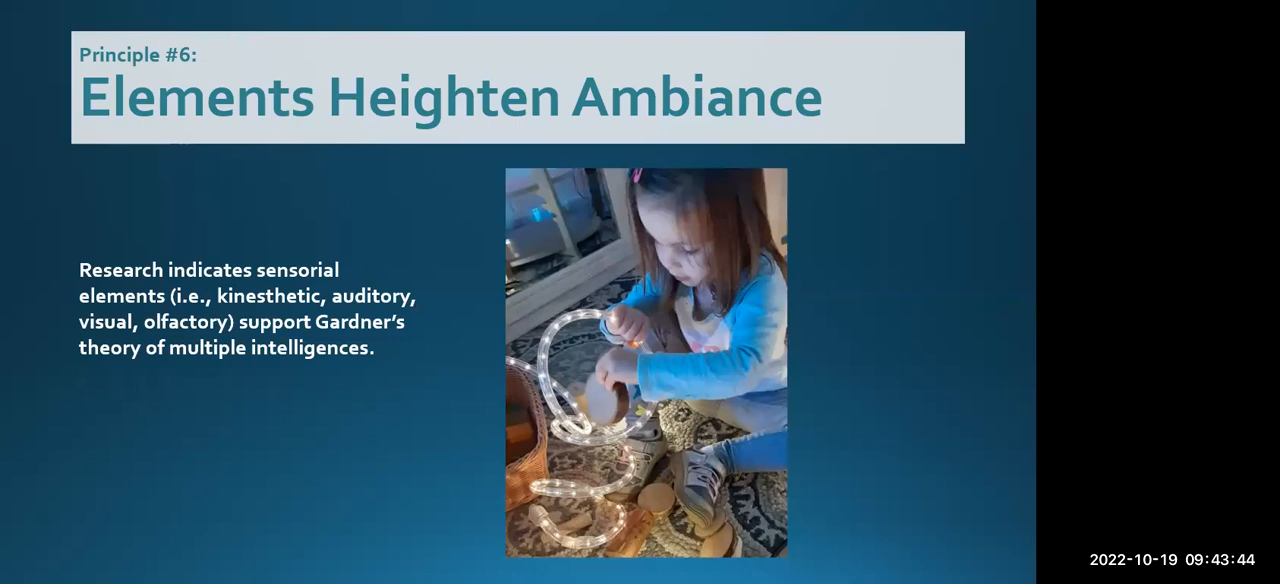 Principle #6:
Elements Heighten Ambiance
Research indicates sensorial
elements (i.e., kinesthetic, auditory,
visual, olfactory) support Gardner’s
theory of multiple intelligences.
2022-10-19 09:43:44